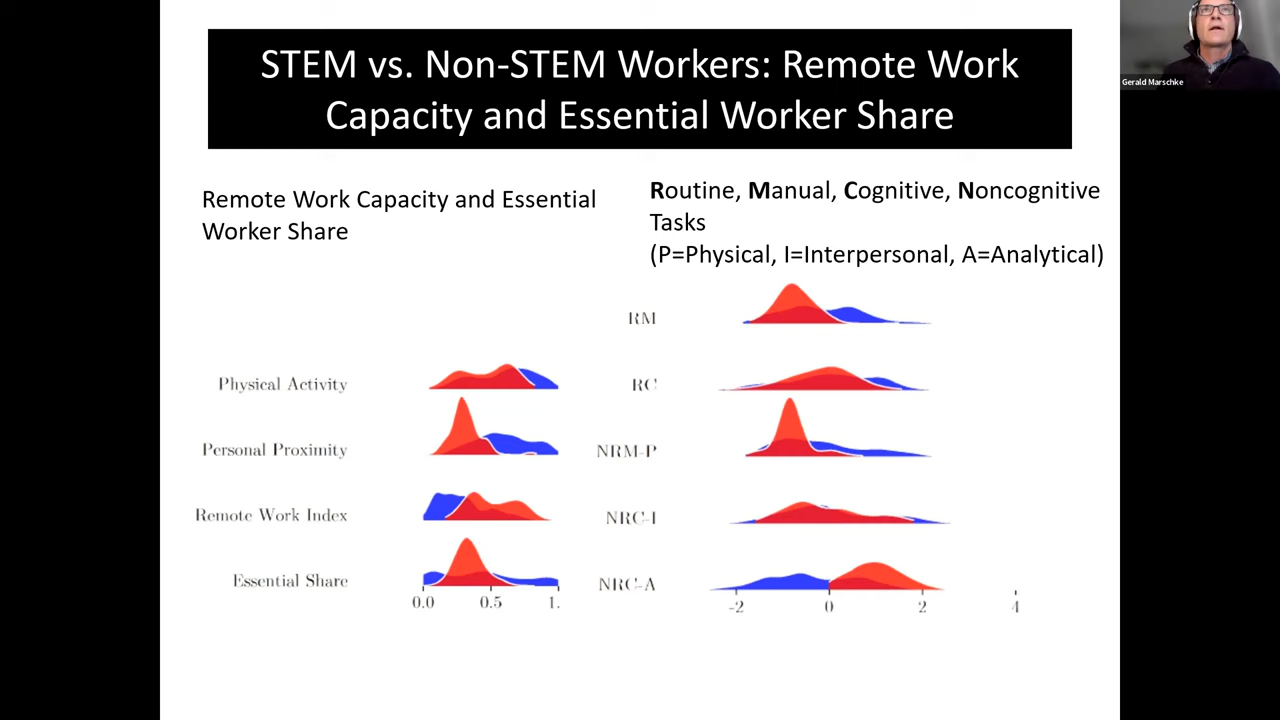 STEM vs. Non-STEM Workers: Remote Work
Capacity and Essential Worker Share
Gerald Marschke
Remote Work Capacity and Essential
Worker Share
Routine, Manual, Cognitive, Noncognitive
Tasks
(P=Physical, I=Interpersonal, A=Analytical)
Physical Activity
Personal Proximity
Remote Work Index
Essential Share
0.0 0.5 1.
RM
RC
NRM-P
NRC-I
NRC-A
-2 0 2 4